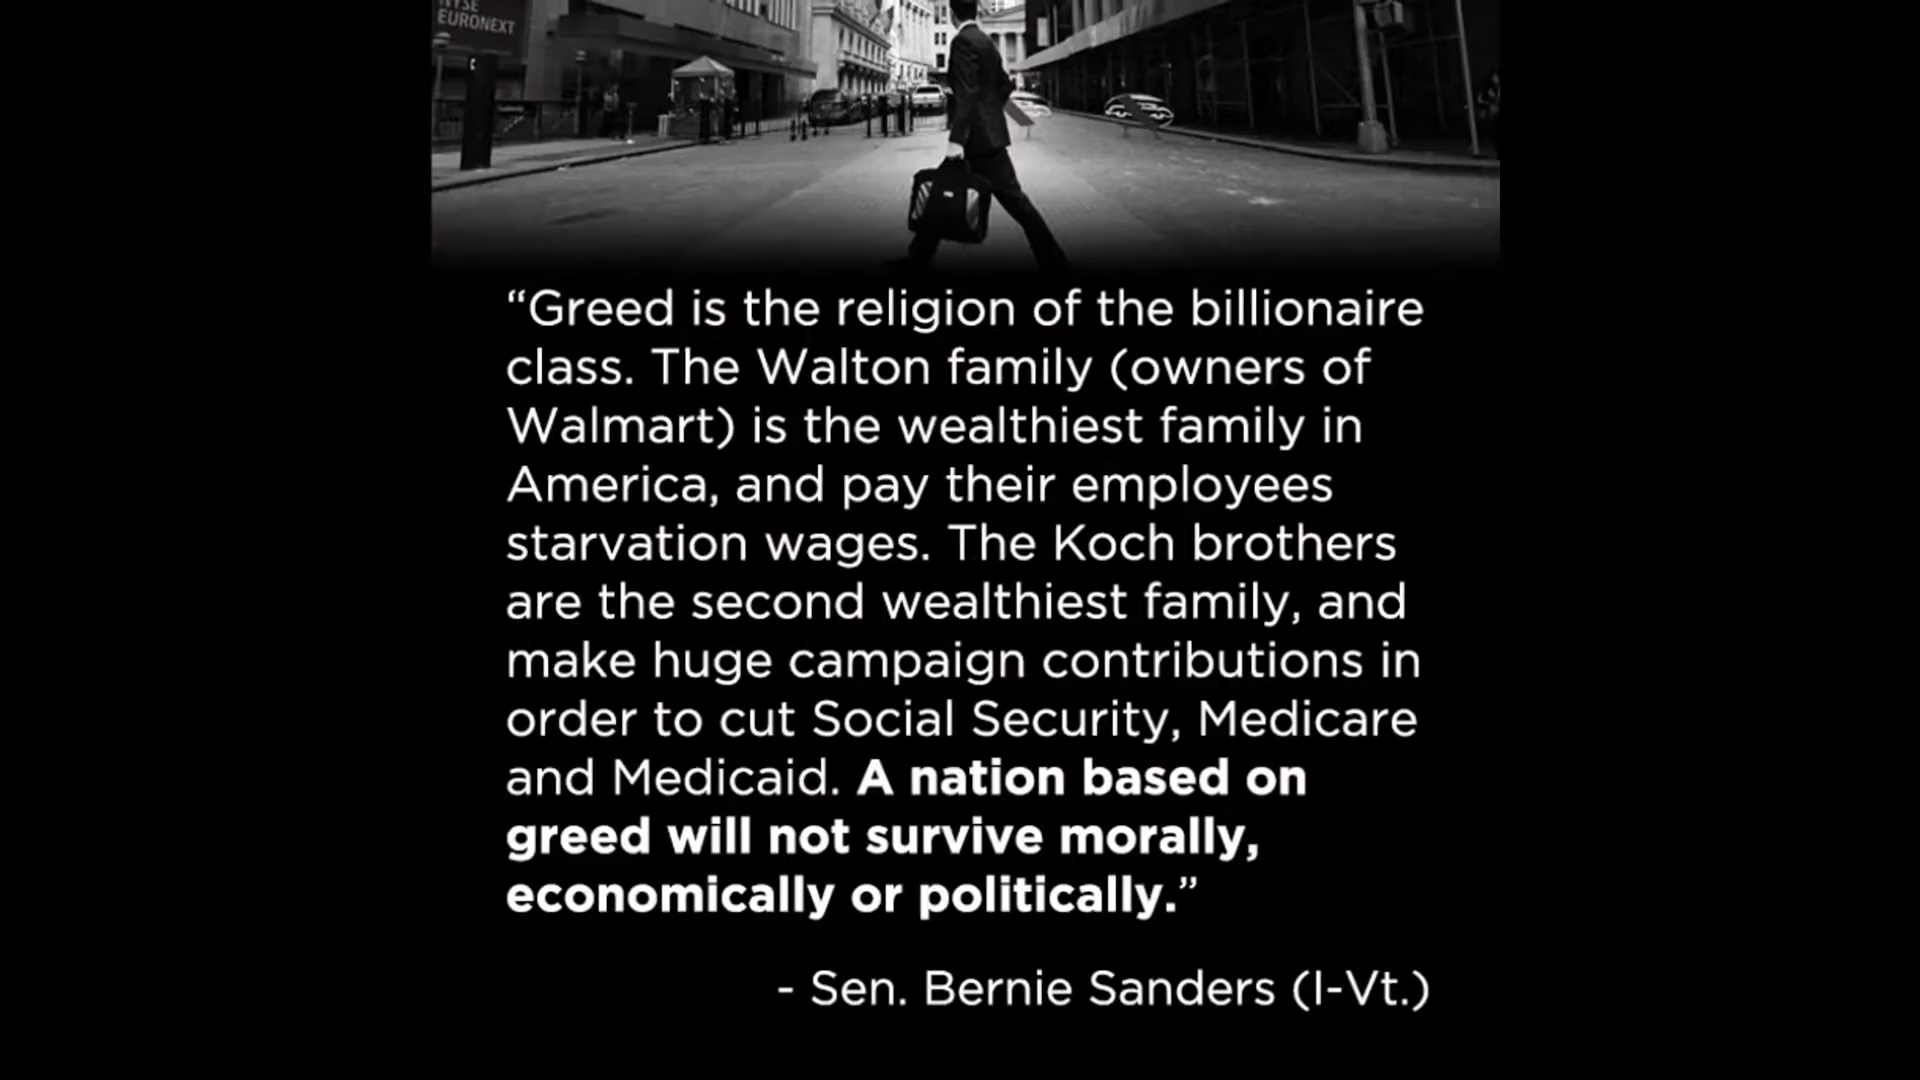 NYSE
EURONEXT
“Greed is the religion of the billionaire
class. The Walton family (owners of
Walmart) is the wealthiest family in
America, and pay their employees
starvation wages. The Koch brothers
are the second wealthiest family, and
make huge campaign contributions in
order to cut Social Security, Medicare
and Medicaid. A nation based on
greed will not survive morally,
economically or politically.”
- Sen. Bernie Sanders (I-Vt.)